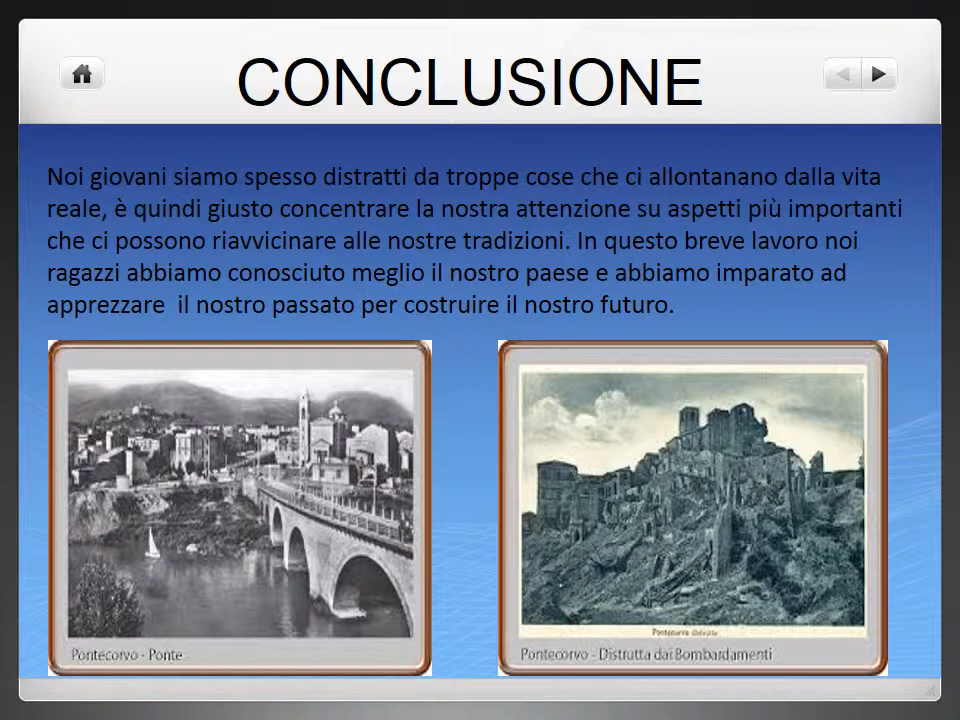 CONCLUSIONE
Noi giovani siamo spesso distratti da troppe cose che ci allontanano dalla vita
reale, è quindi giusto concentrare la nostra attenzione su aspetti più importanti
che ci possono riavvicinare alle nostre tradizioni. In questo breve lavoro noi
ragazzi abbiamo conosciuto meglio il nostro paese e abbiamo imparato ad
apprezzare  il nostro passato per costruire il nostro futuro.
Pontecorvo distrutta
Pontecorvo - Ponte
Pontecorvo - Distrutta dai Bombardamenti